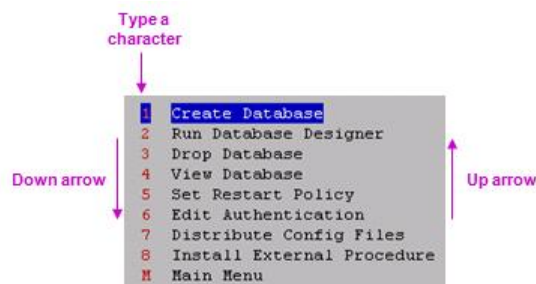 Type a
character
1 Create Database
2 Run Database Designer
3 Drop Database
4 View Database
5 Set Restart Policy
6 Edit Authentication
7 Distribute Config Files
8 Install External Procedure
M Main Menu
Down arrow
Up arrow